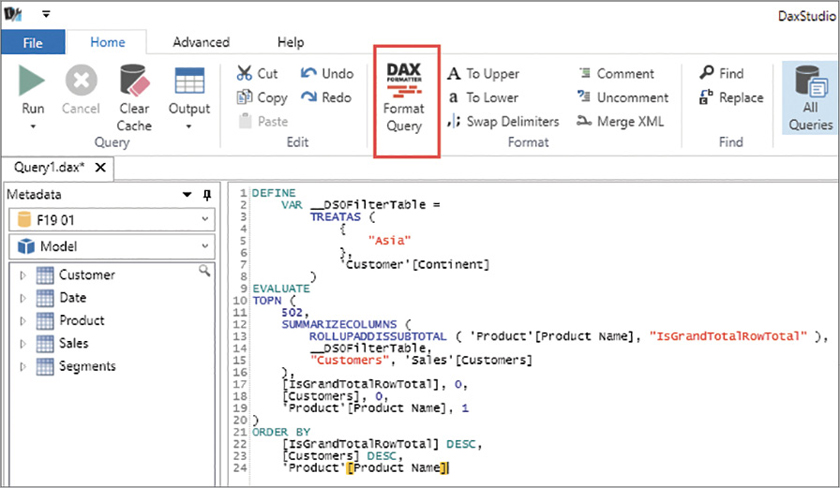 DaxStudio
File Home Advanced Help
Run
Cancel
Clear Cache
Output
Query
Cut
Copy
Paste
Undo
Redo
Edit
DAX
FORMATTER
Format Query
To Upper
To Lower
Swap Delimiters
Comment
Uncomment
Merge XML
Format
Find
Replace
Find
All Queries
Query1.dax*
Metadata
F19 01
Model
Customer
Date
Product
Sales
Segments
1 DEFINE
2     VAR __DS0FilterTable =
3         TREATAS (
4             {
5                 "Asia"
6             },
7             'Customer'[Continent]
8         )
9 EVALUATE
10 TOPN (
11     502,
12     SUMMARIZECOLUMNS (
13         ROLLUPADDISSUBTOTAL ( 'Product'[Product Name], "IsGrandTotalRowTotal" ),
14         __DS0FilterTable,
15         "Customers", 'Sales'[Customers]
16     ),
17     [IsGrandTotalRowTotal], 0,
18     [Customers], 0,
19     'Product'[Product Name], 1
20 )
21 ORDER BY
22     [IsGrandTotalRowTotal] DESC,
23     [Customers] DESC,
24     'Product'[Product Name]